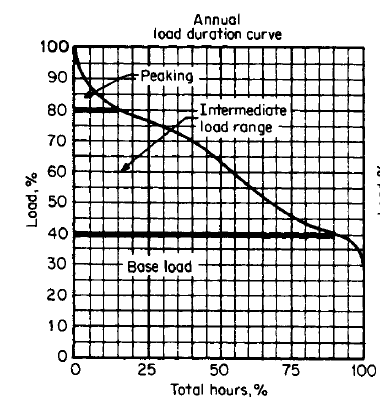 Annual
load duration curve
100
90
80
70
60
50
40
30
20
10
0
Load, %
Peaking
Intermediate
load range
Base load
0 25 50 75 100
Total hours, %